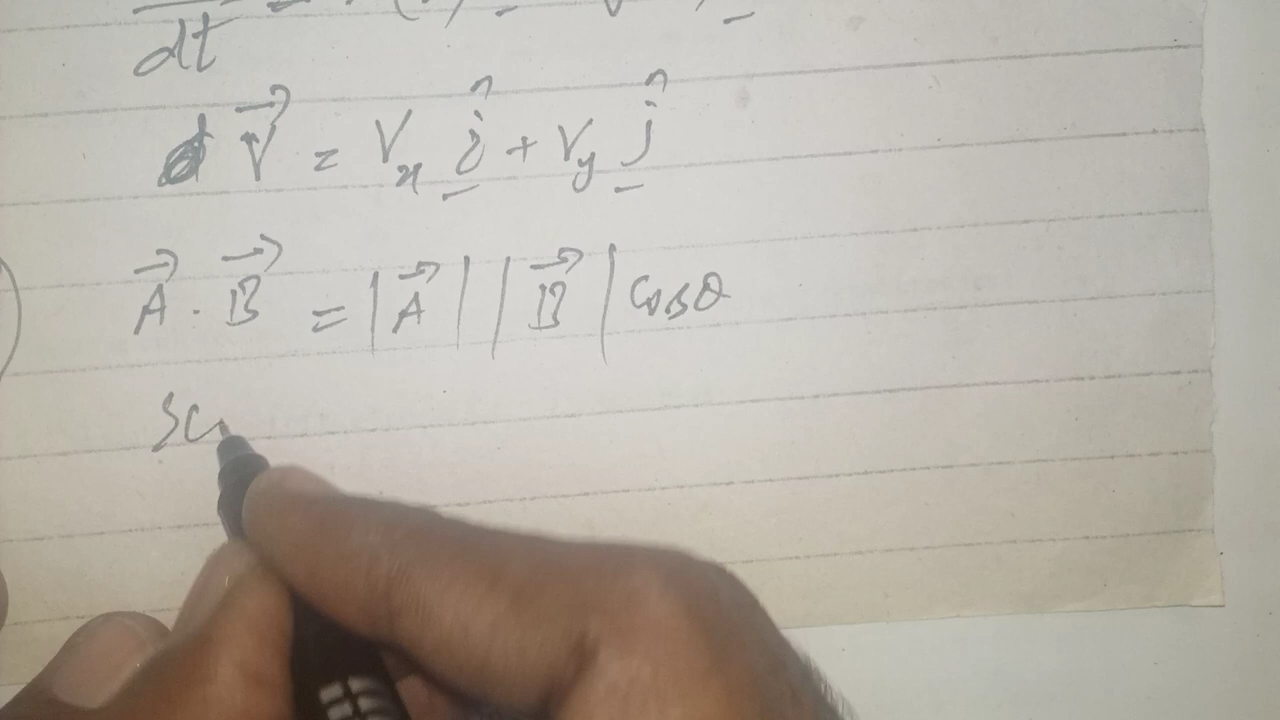 dt
V⃗ = Vₓ î + Vᵧ ĵ
A⃗ · B⃗ = |A⃗| |B⃗| cosθ
Sc